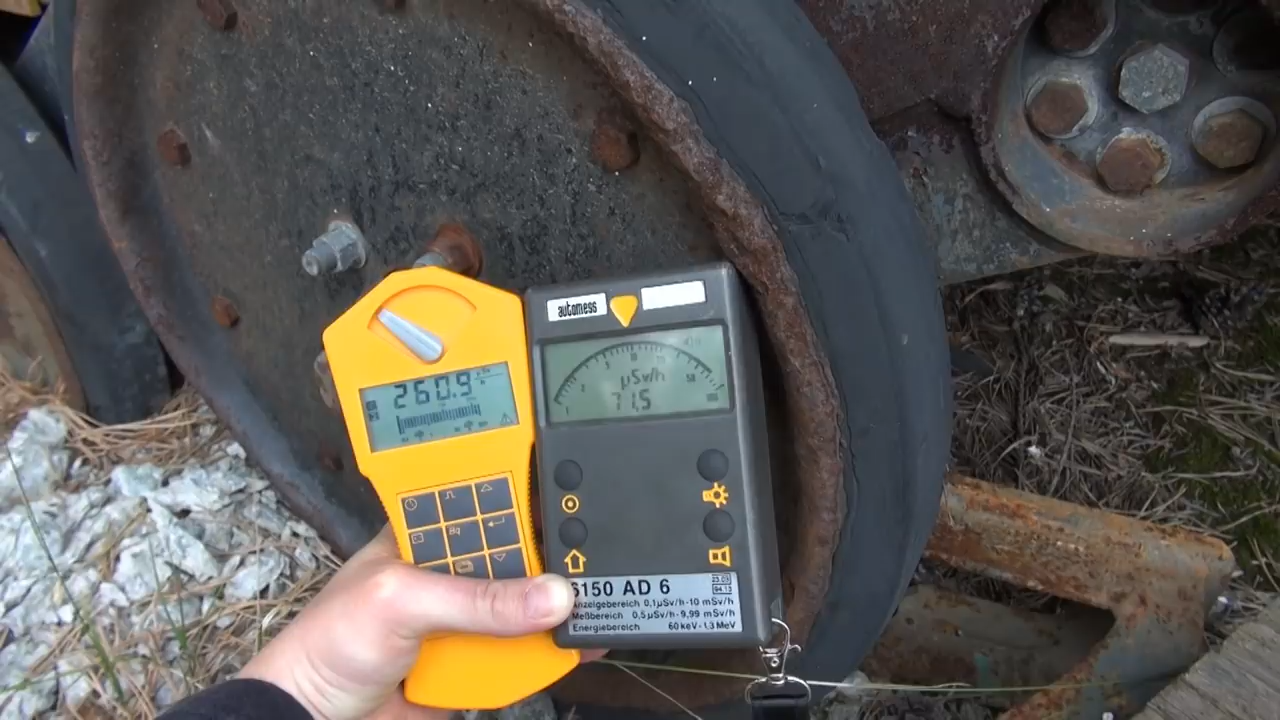 automess
260.9
µSv/h
71,5
Bq
6150 AD 6
Anzeigebereich 0,1µSv/h-10 mSv/h
Meßbereich 0,5µSv/h-9,99 mSv/h
Energiebereich 60 keV - 1,3 MeV